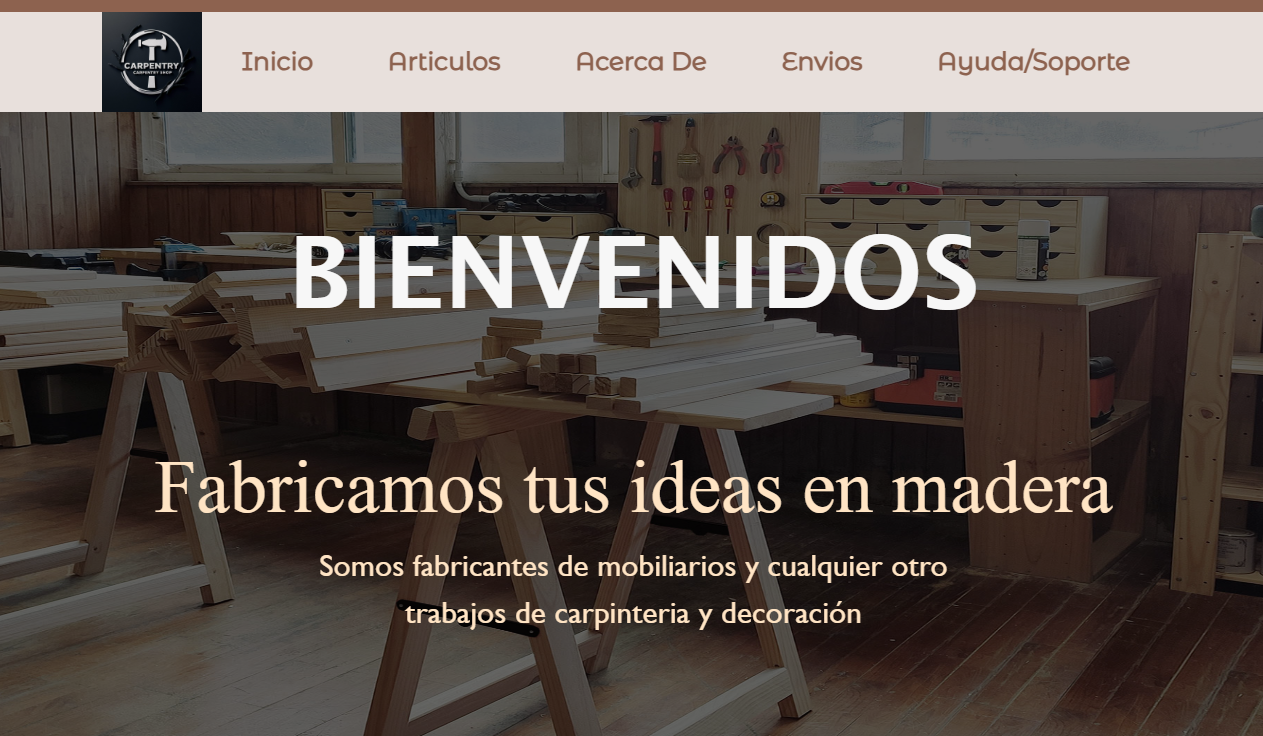 CARPENTRY
CARPENTRY SHOP
Inicio
Articulos
Acerca De
Envios
Ayuda/Soporte
BIENVENIDOS
Fabricamos tus ideas en madera
Somos fabricantes de mobiliarios y cualquier otro
trabajos de carpinteria y decoración